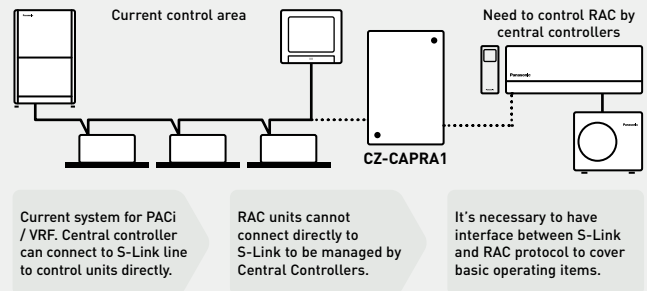 Current control area
Need to control RAC by
central controllers
Panasonic
Panasonic
Panasonic
CZ-CAPRA1
Current system for PACi
/ VRF. Central controller
can connect to S-Link line
to control units directly.
RAC units cannot
connect directly to
S-Link to be managed by
Central Controllers.
It's necessary to have
interface between S-Link
and RAC protocol to cover
basic operating items.